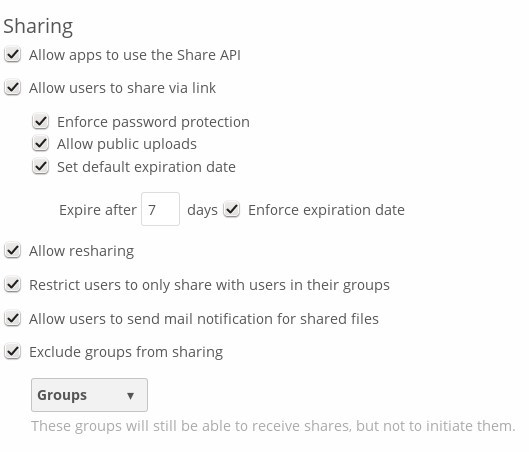 Sharing
Allow apps to use the Share API
Allow users to share via link
Enforce password protection
Allow public uploads
Set default expiration date
Expire after 7 days Enforce expiration date
Allow resharing
Restrict users to only share with users in their groups
Allow users to send mail notification for shared files
Exclude groups from sharing
Groups
These groups will still be able to receive shares, but not to initiate them.